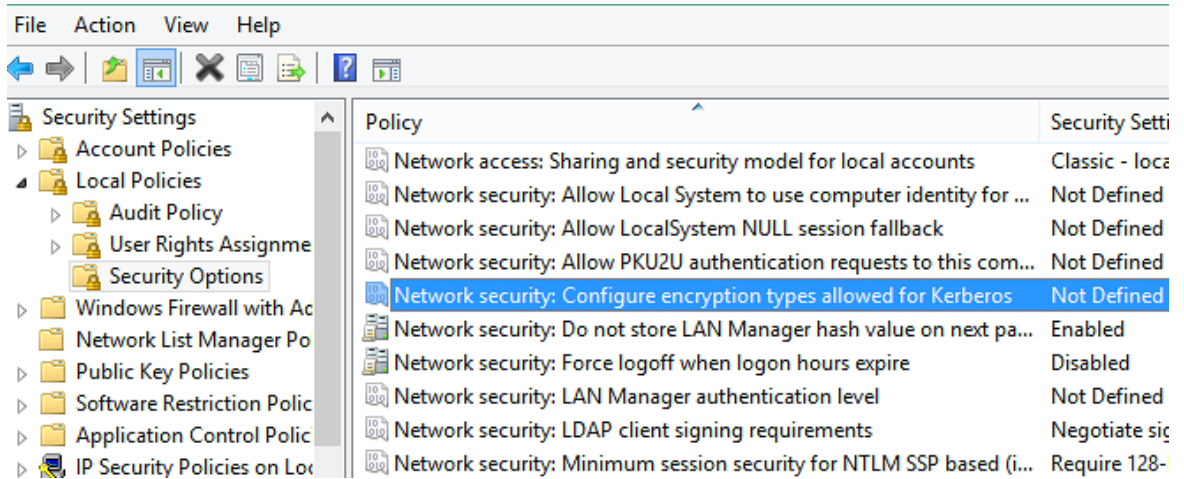 File Action View Help
Security Settings
Account Policies
Local Policies
Audit Policy
User Rights Assignme
Security Options
Windows Firewall with Ad
Network List Manager Po
Public Key Policies
Software Restriction Polic
Application Control Polic
IP Security Policies on Loc
Policy Security Setti
Network access: Sharing and security model for local accounts Classic - loca
Network security: Allow Local System to use computer identity for ... Not Defined
Network security: Allow LocalSystem NULL session fallback Not Defined
Network security: Allow PKU2U authentication requests to this com... Not Defined
Network security: Configure encryption types allowed for Kerberos Not Defined
Network security: Do not store LAN Manager hash value on next pa... Enabled
Network security: Force logoff when logon hours expire Disabled
Network security: LAN Manager authentication level Not Defined
Network security: LDAP client signing requirements Negotiate sig
Network security: Minimum session security for NTLM SSP based (i... Require 128-